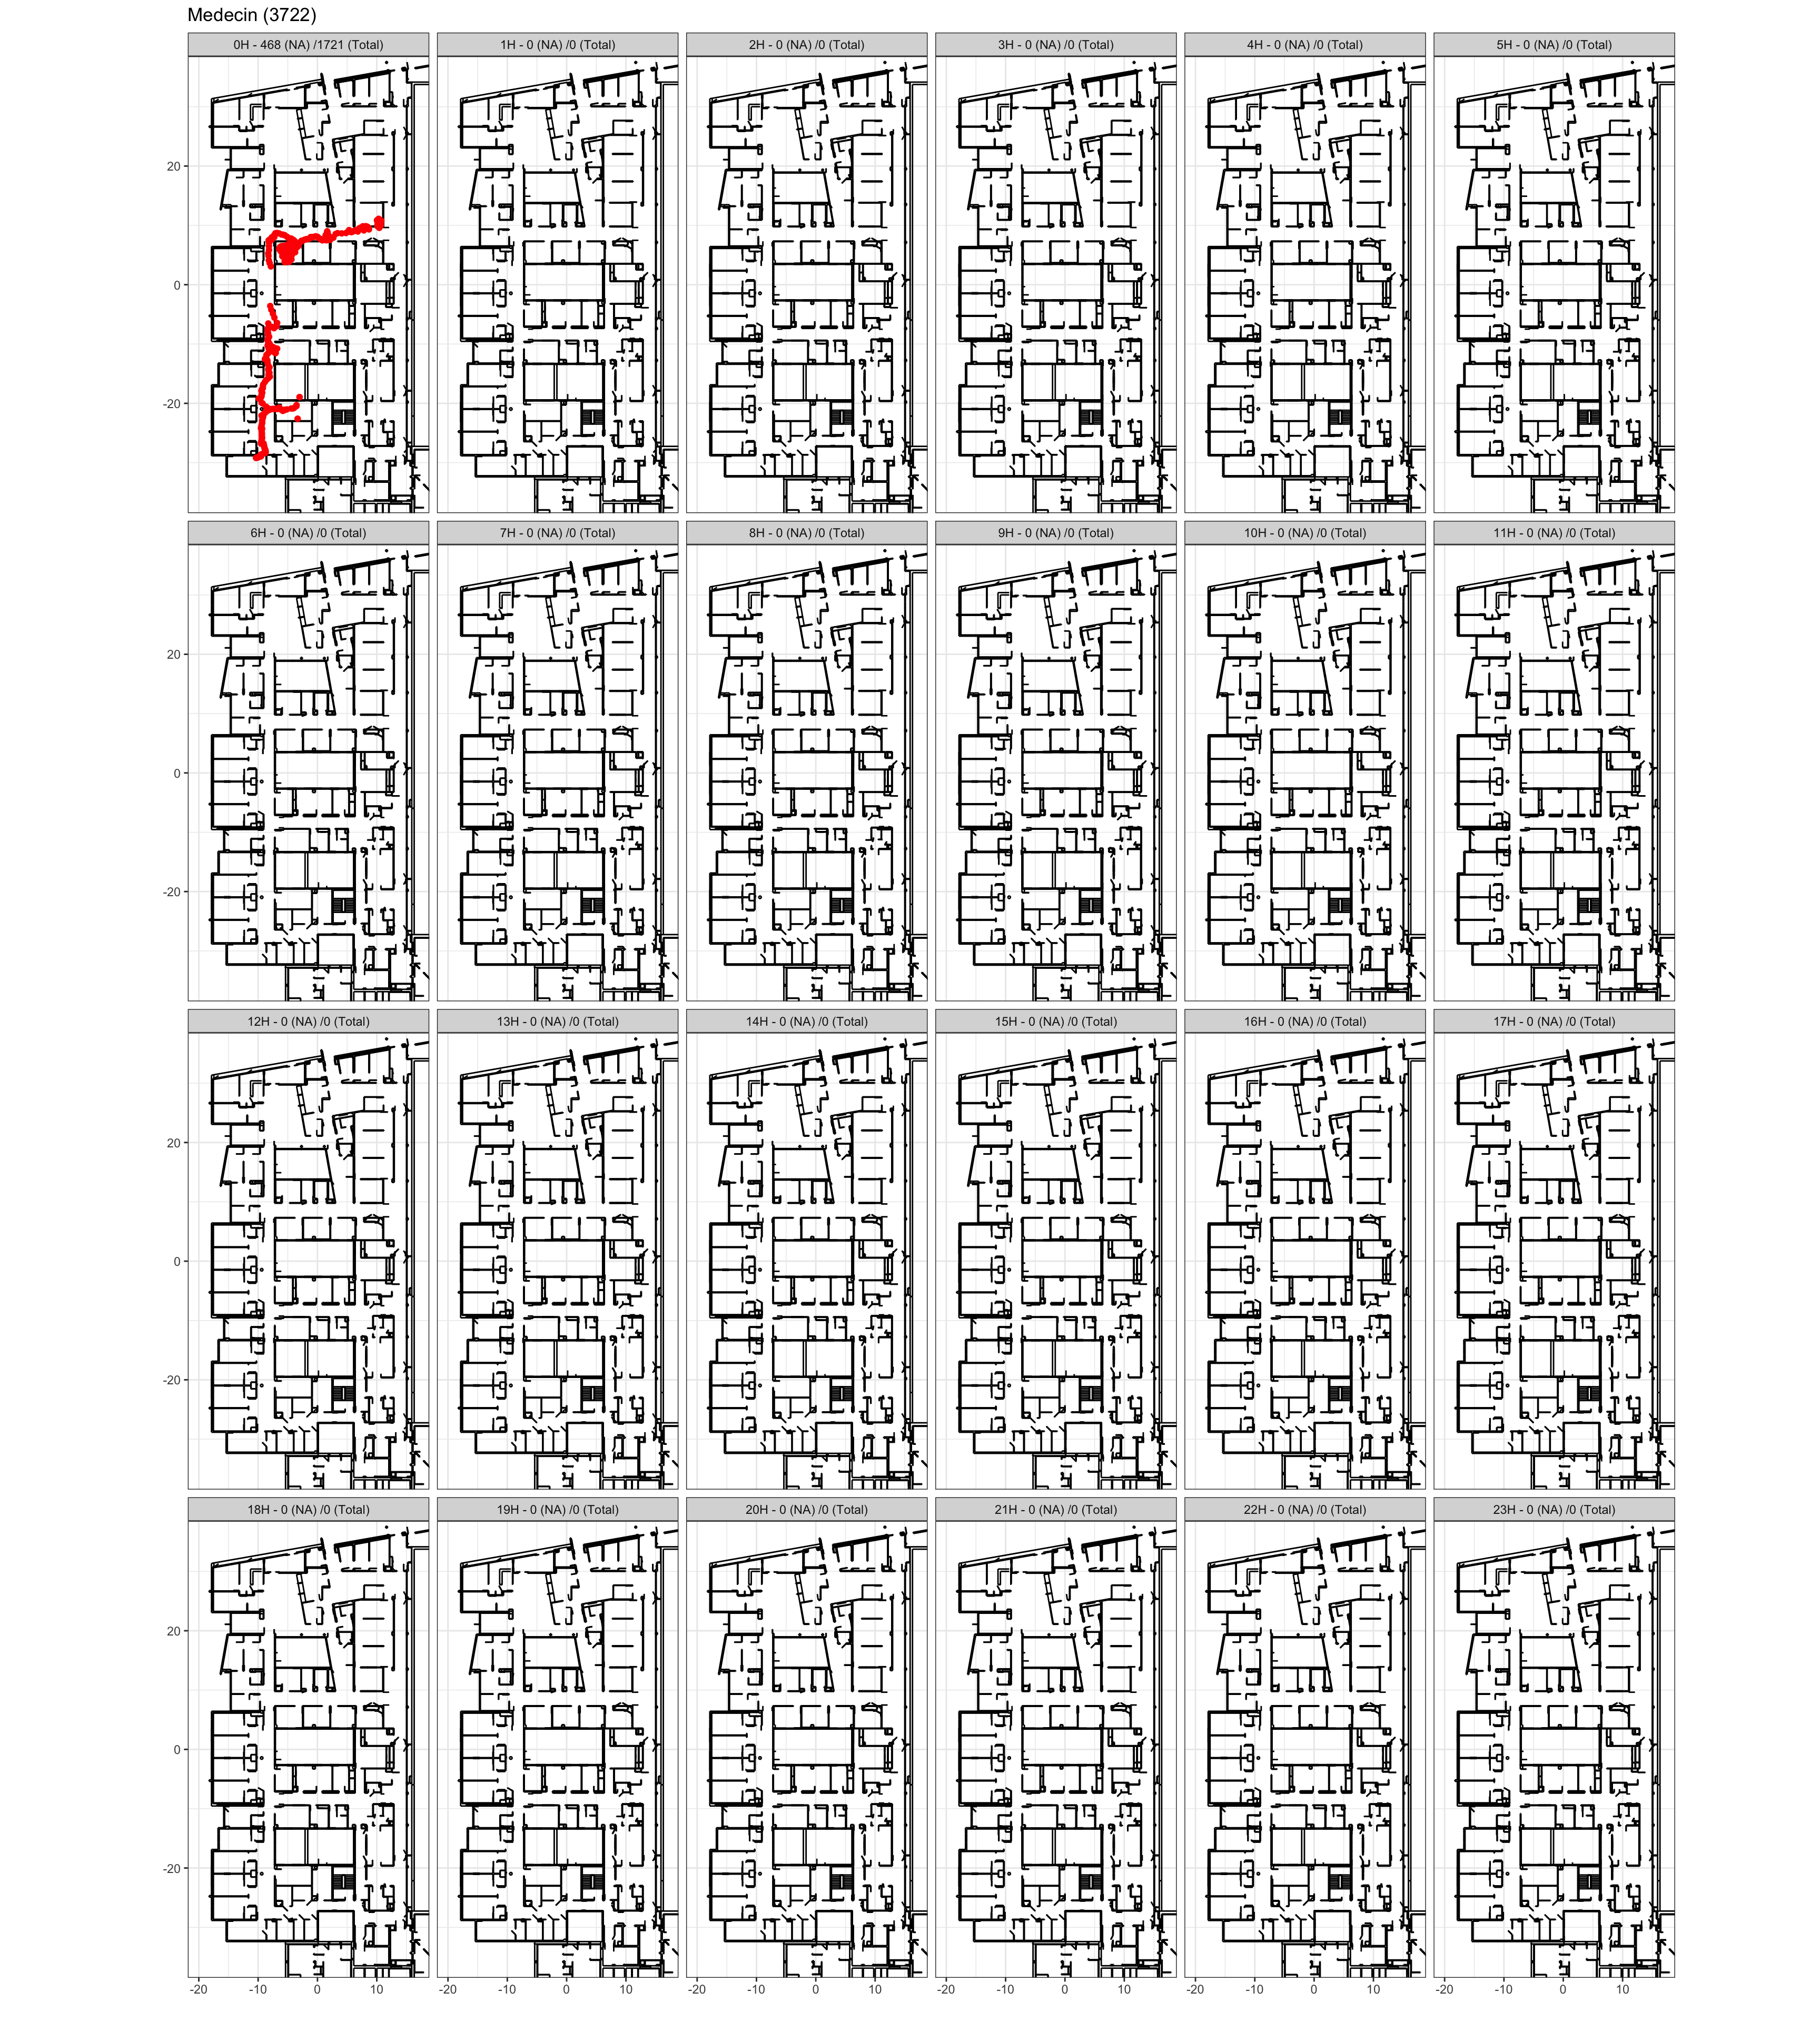 Medecin (3722)
0H - 468 (NA) /1721 (Total) 1H - 0 (NA) /0 (Total) 2H - 0 (NA) /0 (Total) 3H - 0 (NA) /0 (Total) 4H - 0 (NA) /0 (Total) 5H - 0 (NA) /0 (Total)
20
0
-20
6H - 0 (NA) /0 (Total) 7H - 0 (NA) /0 (Total) 8H - 0 (NA) /0 (Total) 9H - 0 (NA) /0 (Total) 10H - 0 (NA) /0 (Total) 11H - 0 (NA) /0 (Total)
20
0
-20
12H - 0 (NA) /0 (Total) 13H - 0 (NA) /0 (Total) 14H - 0 (NA) /0 (Total) 15H - 0 (NA) /0 (Total) 16H - 0 (NA) /0 (Total) 17H - 0 (NA) /0 (Total)
20
0
-20
18H - 0 (NA) /0 (Total) 19H - 0 (NA) /0 (Total) 20H - 0 (NA) /0 (Total) 21H - 0 (NA) /0 (Total) 22H - 0 (NA) /0 (Total) 23H - 0 (NA) /0 (Total)
20
0
-20
-20 -10 0 10 -20 -10 0 10 -20 -10 0 10 -20 -10 0 10 -20 -10 0 10 -20 -10 0 10